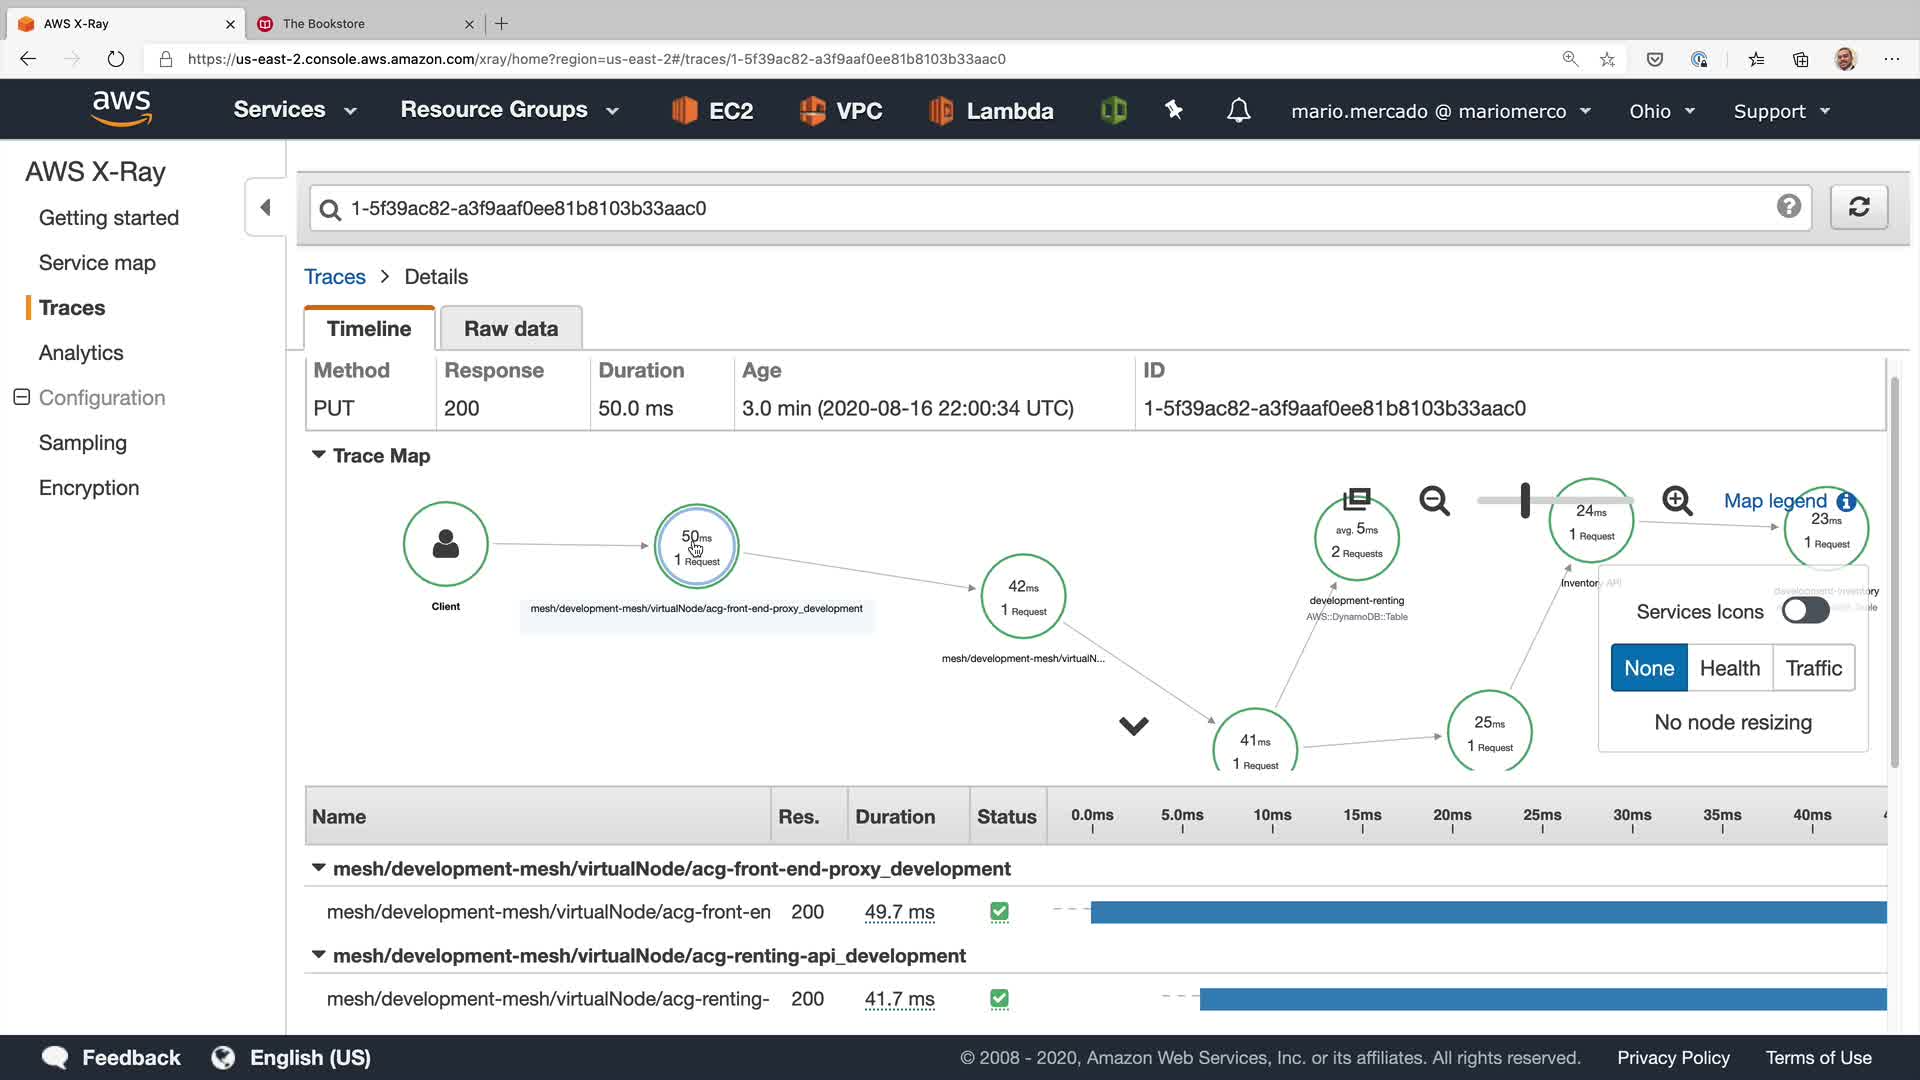 AWS X-Ray
The Bookstore
https://us-east-2.console.aws.amazon.com/xray/home?region=us-east-2#/traces/1-5f39ac82-a3f9aaf0ee81b8103b33aac0
aws
Services
Resource Groups
EC2
VPC
Lambda
mario.mercado @ mariomerco
Ohio
Support
AWS X-Ray
Getting started
Service map
Traces
Analytics
Configuration
Sampling
Encryption
1-5f39ac82-a3f9aaf0ee81b8103b33aac0
Traces > Details
Timeline
Raw data
Method Response Duration Age ID
PUT 200 50.0 ms 3.0 min (2020-08-16 22:00:34 UTC) 1-5f39ac82-a3f9aaf0ee81b8103b33aac0
Trace Map
Map legend
Client
50ms
1 Request
mesh/development-mesh/virtualNode/acg-front-end-proxy_development
42ms
1 Request
mesh/development-mesh/virtualN...
avg. 5ms
2 Requests
development-renting
AWS::DynamoDB::Table
24ms
1 Request
Inventory API
23ms
1 Request
development-inventory
41ms
1 Request
25ms
1 Request
Services Icons
None Health Traffic
No node resizing
Name Res. Duration Status 0.0ms 5.0ms 10ms 15ms 20ms 25ms 30ms 35ms 40ms
mesh/development-mesh/virtualNode/acg-front-end-proxy_development
mesh/development-mesh/virtualNode/acg-front-en 200 49.7 ms
mesh/development-mesh/virtualNode/acg-renting-api_development
mesh/development-mesh/virtualNode/acg-renting- 200 41.7 ms
Feedback
English (US)
© 2008 - 2020, Amazon Web Services, Inc. or its affiliates. All rights reserved.
Privacy Policy
Terms of Use